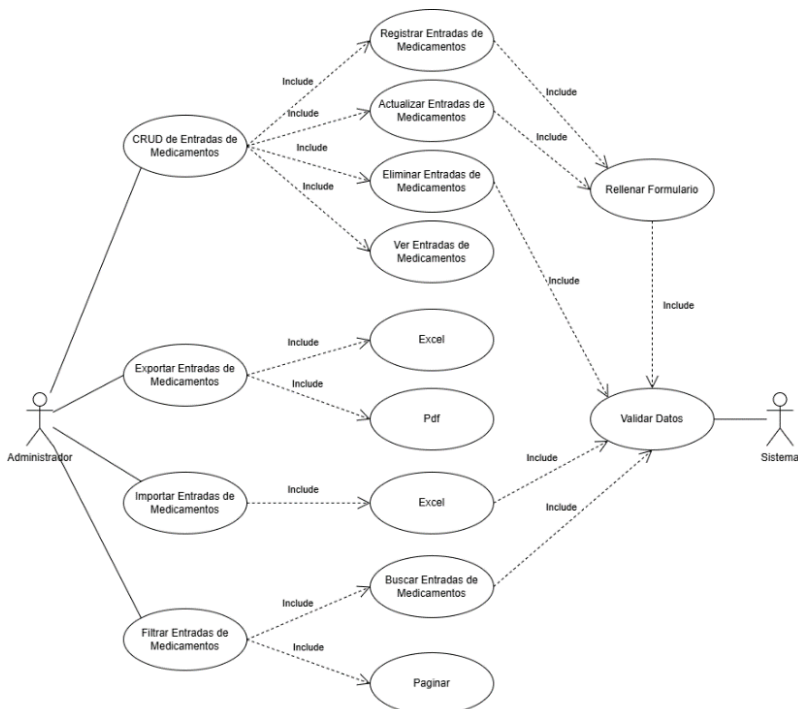 Registrar Entradas de
Medicamentos
Include
Include
Actualizar Entradas de
Medicamentos
Include
Include
CRUD de Entradas de
Medicamentos
Include
Eliminar Entradas de
Medicamentos
Include
Rellenar Formulario
Ver Entradas de
Medicamentos
Include
Include
Include
Excel
Exportar Entradas de
Medicamentos
Include
Pdf
Validar Datos
Administrador
Sistema
Include
Importar Entradas de
Medicamentos
Include
Excel
Include
Buscar Entradas de
Medicamentos
Include
Filtrar Entradas de
Medicamentos
Include
Paginar